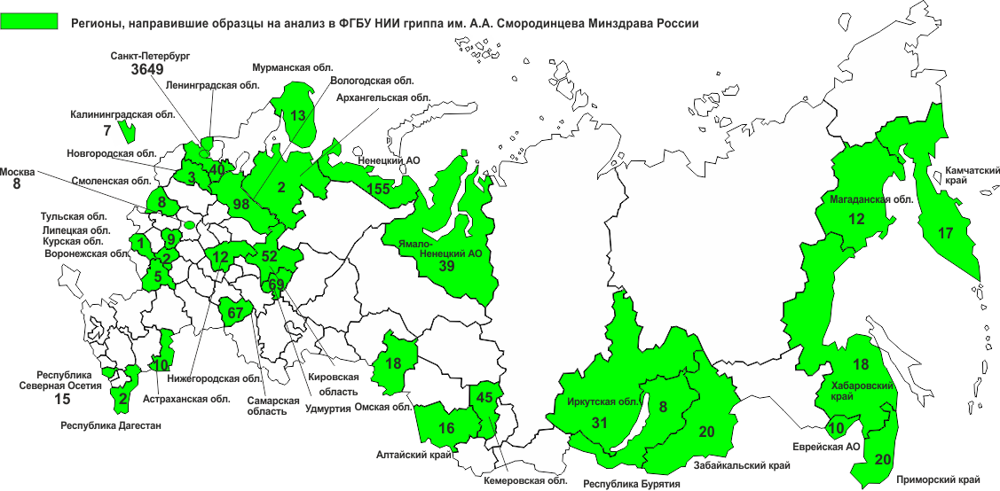 Регионы, направившие образцы на анализ в ФГБУ НИИ гриппа им. А.А. Смородинцева Минздрава России
Санкт-Петербург
3649
Мурманская обл.
Вологодская обл.
Ленинградская обл.
Архангельская обл.
Калининградская обл.
7
13
Новгородская обл.
Ненецкий АО
Москва
8
40
3
Смоленская обл.
2
155
Камчатский
край
8
98
Магаданская обл.
12
Тульская обл.
Липецкая обл.
Курская обл.
Воронежская обл.
1
9
2
5
12
52
Ямало-
Ненецкий АО
39
17
69
3
67
10
18
18
Республика
Северная Осетия
15
2
Нижегородская обл.
Астраханская обл.
Самарская
область
Кировская
область
Удмуртия
Омская обл.
45
Иркутская обл.
31
8
Хабаровский
край
Республика Дагестан
16
20
10
Еврейская АО
20
Алтайский край
Забайкальский край
Кемеровская обл.
Республика Бурятия
Приморский край